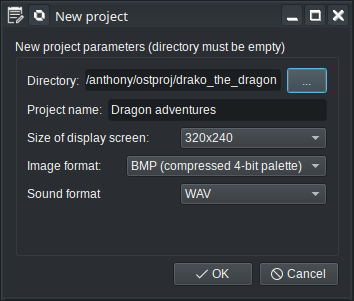 New project
New project parameters (directory must be empty)
Directory: /anthony/ostproj/drako_the_dragon ...
Project name: Dragon adventures
Size of display screen: 320x240
Image format: BMP (compressed 4-bit palette)
Sound format WAV
OK Cancel